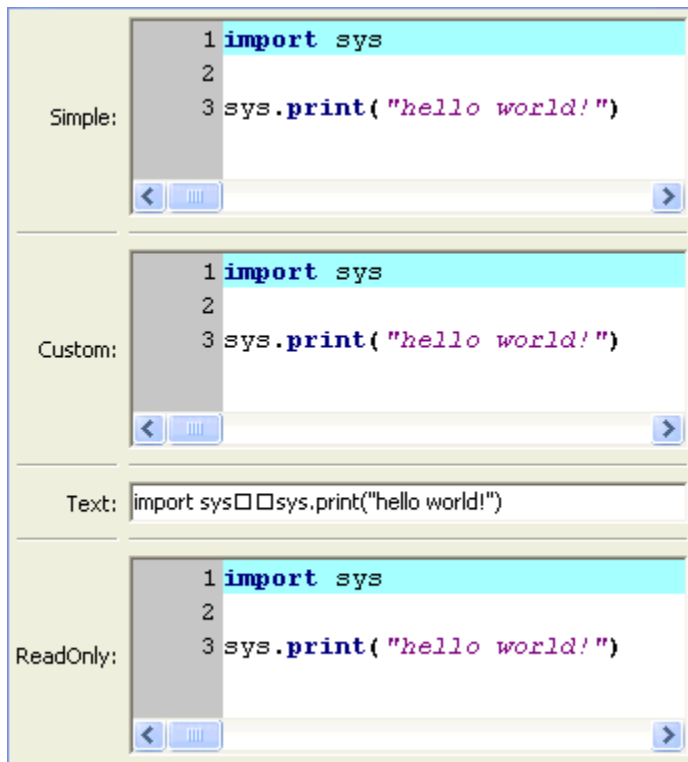 Simple:
1 import sys
2
3 sys.print("hello world!")
Custom:
1 import sys
2
3 sys.print("hello world!")
Text: import sys□□sys.print("hello world!")
ReadOnly:
1 import sys
2
3 sys.print("hello world!")